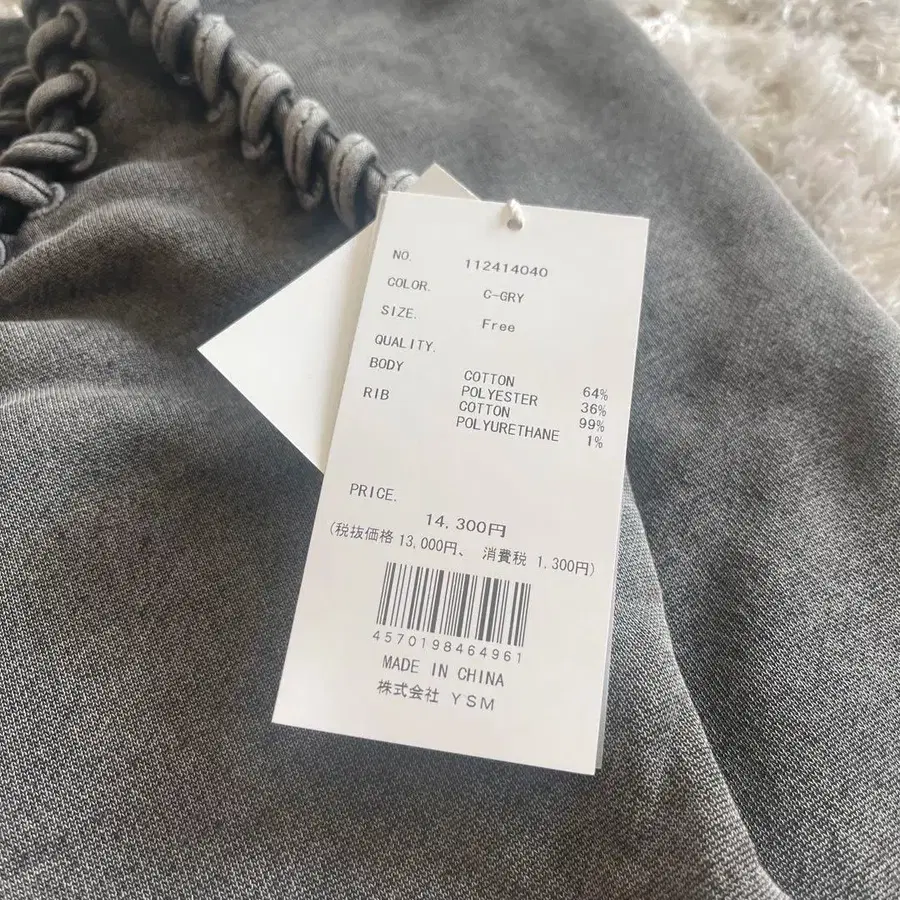 NO. 112414040
COLOR. C-GRY
SIZE. Free
QUALITY.
BODY COTTON 64%
POLYESTER 36%
RIB COTTON 99%
POLYURETHANE 1%
PRICE.
14,300円
(税抜価格 13,000円、 消費税 1,300円)
4570198464961
MADE IN CHINA
株式会社 YSM